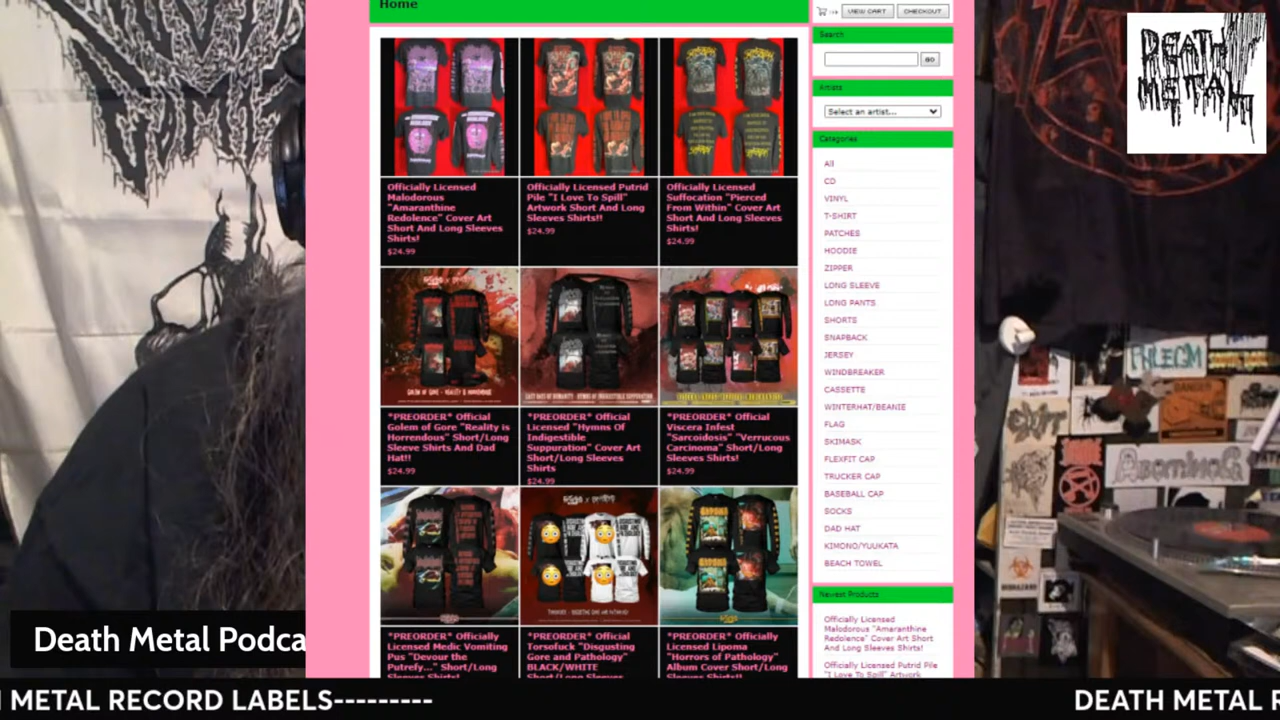 Home
VIEW CART
CHECKOUT
Search
GO
DEATH
METAL
Artists
Select an artist...
Categories
All
CD
VINYL
T-SHIRT
PATCHES
HOODIE
ZIPPER
LONG SLEEVE
LONG PANTS
SHORTS
SNAPBACK
JERSEY
WINDBREAKER
CASSETTE
WINTERHAT/BEANIE
FLAG
SKIMASK
FLEXFIT CAP
TRUCKER CAP
BASEBALL CAP
SOCKS
DAD HAT
KIMONO/YUUKATA
BEACH TOWEL
Newest Products
Officially Licensed
Malodorous
"Amaranthine
Redolence" Cover Art
Short And Long Sleeves
Shirts!
Officially Licensed Putrid Pile
"I Love To Spill" Artwork
Officially Licensed
Malodorous
"Amaranthine
Redolence" Cover Art
Short And Long Sleeves
Shirts!
$24.99
Officially Licensed Putrid
Pile "I Love To Spill"
Artwork Short And Long
Sleeves Shirts!!
$24.99
Officially Licensed
Suffocation "Pierced
From Within" Cover Art
Short And Long Sleeves
Shirts!
$24.99
*PREORDER* Official
Golem of Gore "Reality is
Horrendous" Short/Long
Sleeve Shirts And Dad
Hat!!
$24.99
*PREORDER* Official
Licensed "Hymns Of
Indigestible
Suppuration" Cover Art
Short/Long Sleeves
Shirts
$24.99
*PREORDER* Official
Viscera Infest
"Sarcoidosis" "Verrucous
Carcinoma" Short/Long
Sleeves Shirts!
$24.99
*PREORDER* Officially
Licensed Medic Vomiting
Pus "Devour the
Putrefy..." Short/Long
Sleeves Shirts!
*PREORDER* Official
Torsofuck "Disgusting
Gore and Pathology"
BLACK/WHITE
Short/Long Sleeves
*PREORDER* Officially
Licensed Lipoma
"Horrors of Pathology"
Album Cover Short/Long
Sleeves Shirts!!
PHLEGM
Death Metal Podca
METAL RECORD LABELS---------
DEATH METAL R